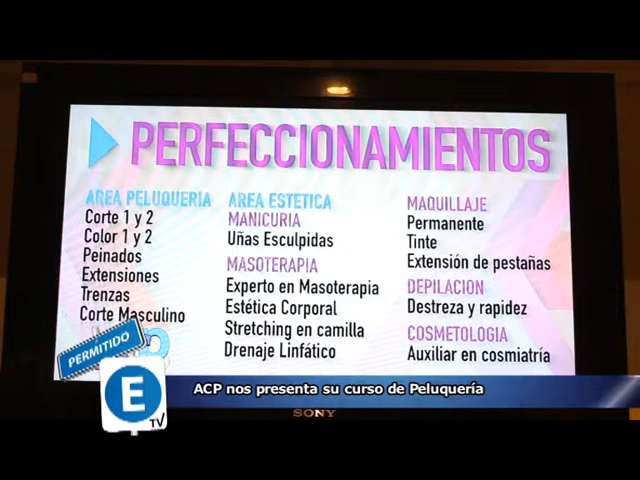 PERFECCIONAMIENTOS
AREA PELUQUERIA
Corte 1 y 2
Color 1 y 2
Peinados
Extensiones
Trenzas
Corte Masculino
AREA ESTETICA
MANICURIA
Uñas Esculpidas
MASOTERAPIA
Experto en Masoterapia
Estética Corporal
Stretching en camilla
Drenaje Linfático
MAQUILLAJE
Permanente
Tinte
Extensión de pestañas
DEPILACION
Destreza y rapidez
COSMETOLOGIA
Auxiliar en cosmiatría
PERMITIDO
E
TV
ACP nos presenta su curso de Peluquería
SONY